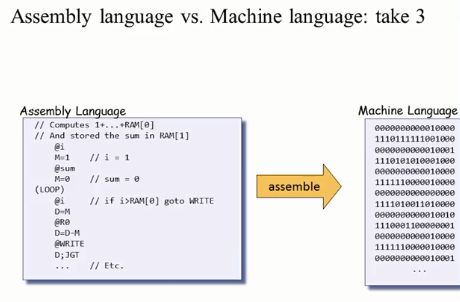 Assembly language vs. Machine language: take 3
Assembly Language
// Computes 1+...+RAM[0]
// And stored the sum in RAM[1]
@i
M=1 // i = 1
@sum
M=0 // sum = 0
(LOOP)
@i // if i>RAM[0] goto WRITE
D=M
@R0
D=D-M
@WRITE
D;JGT
... // Etc.
assemble
Machine Language
0000000000010000
1110111111001000
0000000000010001
1110101010001000
0000000000010000
1111110000010000
0000000000000000
1111010011010000
0000000000010010
1110001100000001
0000000000010000
1111110000010000
0000000000010001
...